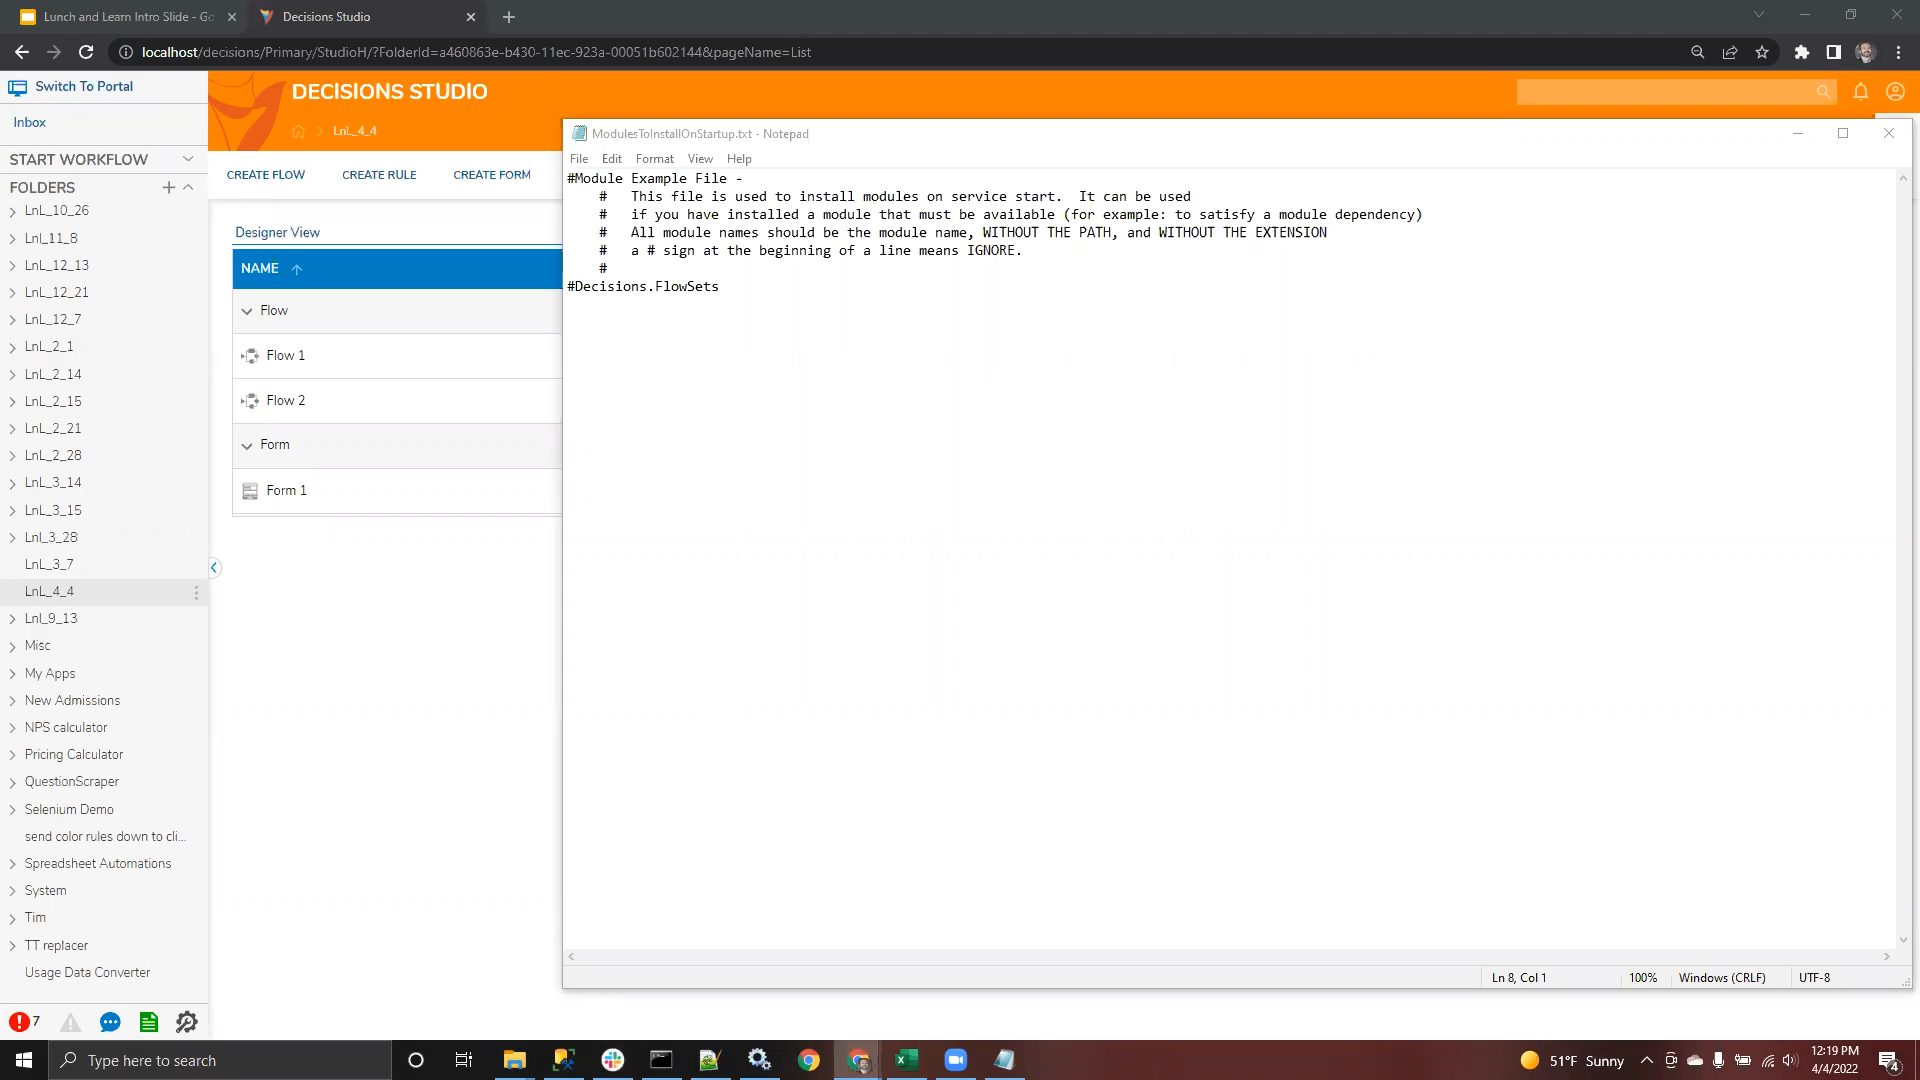 Lunch and Learn Intro Slide - Go
Decisions Studio
localhost/decisions/Primary/StudioH/?FolderId=a460863e-b430-11ec-923a-00051b602144&pageName=List
Switch To Portal
DECISIONS STUDIO
Inbox
LnL_4_4
START WORKFLOW
FOLDERS
LnL_10_26
Lnl_11_8
LnL_12_13
LnL_12_21
LnL_12_7
LnL_2_1
LnL_2_14
LnL_2_15
LnL_2_21
LnL_2_28
LnL_3_14
LnL_3_15
Lnl_3_28
LnL_3_7
LnL_4_4
Lnl_9_13
Misc
My Apps
New Admissions
NPS calculator
Pricing Calculator
QuestionScraper
Selenium Demo
send color rules down to cli...
Spreadsheet Automations
System
Tim
TT replacer
Usage Data Converter
7
CREATE FLOW CREATE RULE CREATE FORM
Designer View
NAME
Flow
Flow 1
Flow 2
Form
Form 1
ModulesToInstallOnStartup.txt - Notepad
File Edit Format View Help
#Module Example File -
# This file is used to install modules on service start. It can be used
# if you have installed a module that must be available (for example: to satisfy a module dependency)
# All module names should be the module name, WITHOUT THE PATH, and WITHOUT THE EXTENSION
# a # sign at the beginning of a line means IGNORE.
#
#Decisions.FlowSets
Ln 8, Col 1 100% Windows (CRLF) UTF-8
Type here to search
51°F Sunny
12:19 PM
4/4/2022
4